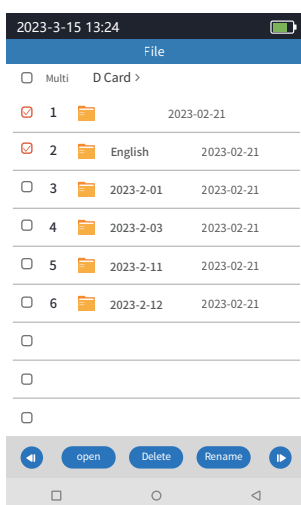 2023-3-15 13:24
File
Multi D Card >
1 2023-02-21
2 English 2023-02-21
3 2023-2-01 2023-02-21
4 2023-2-03 2023-02-21
5 2023-2-11 2023-02-21
6 2023-2-12 2023-02-21
open Delete Rename